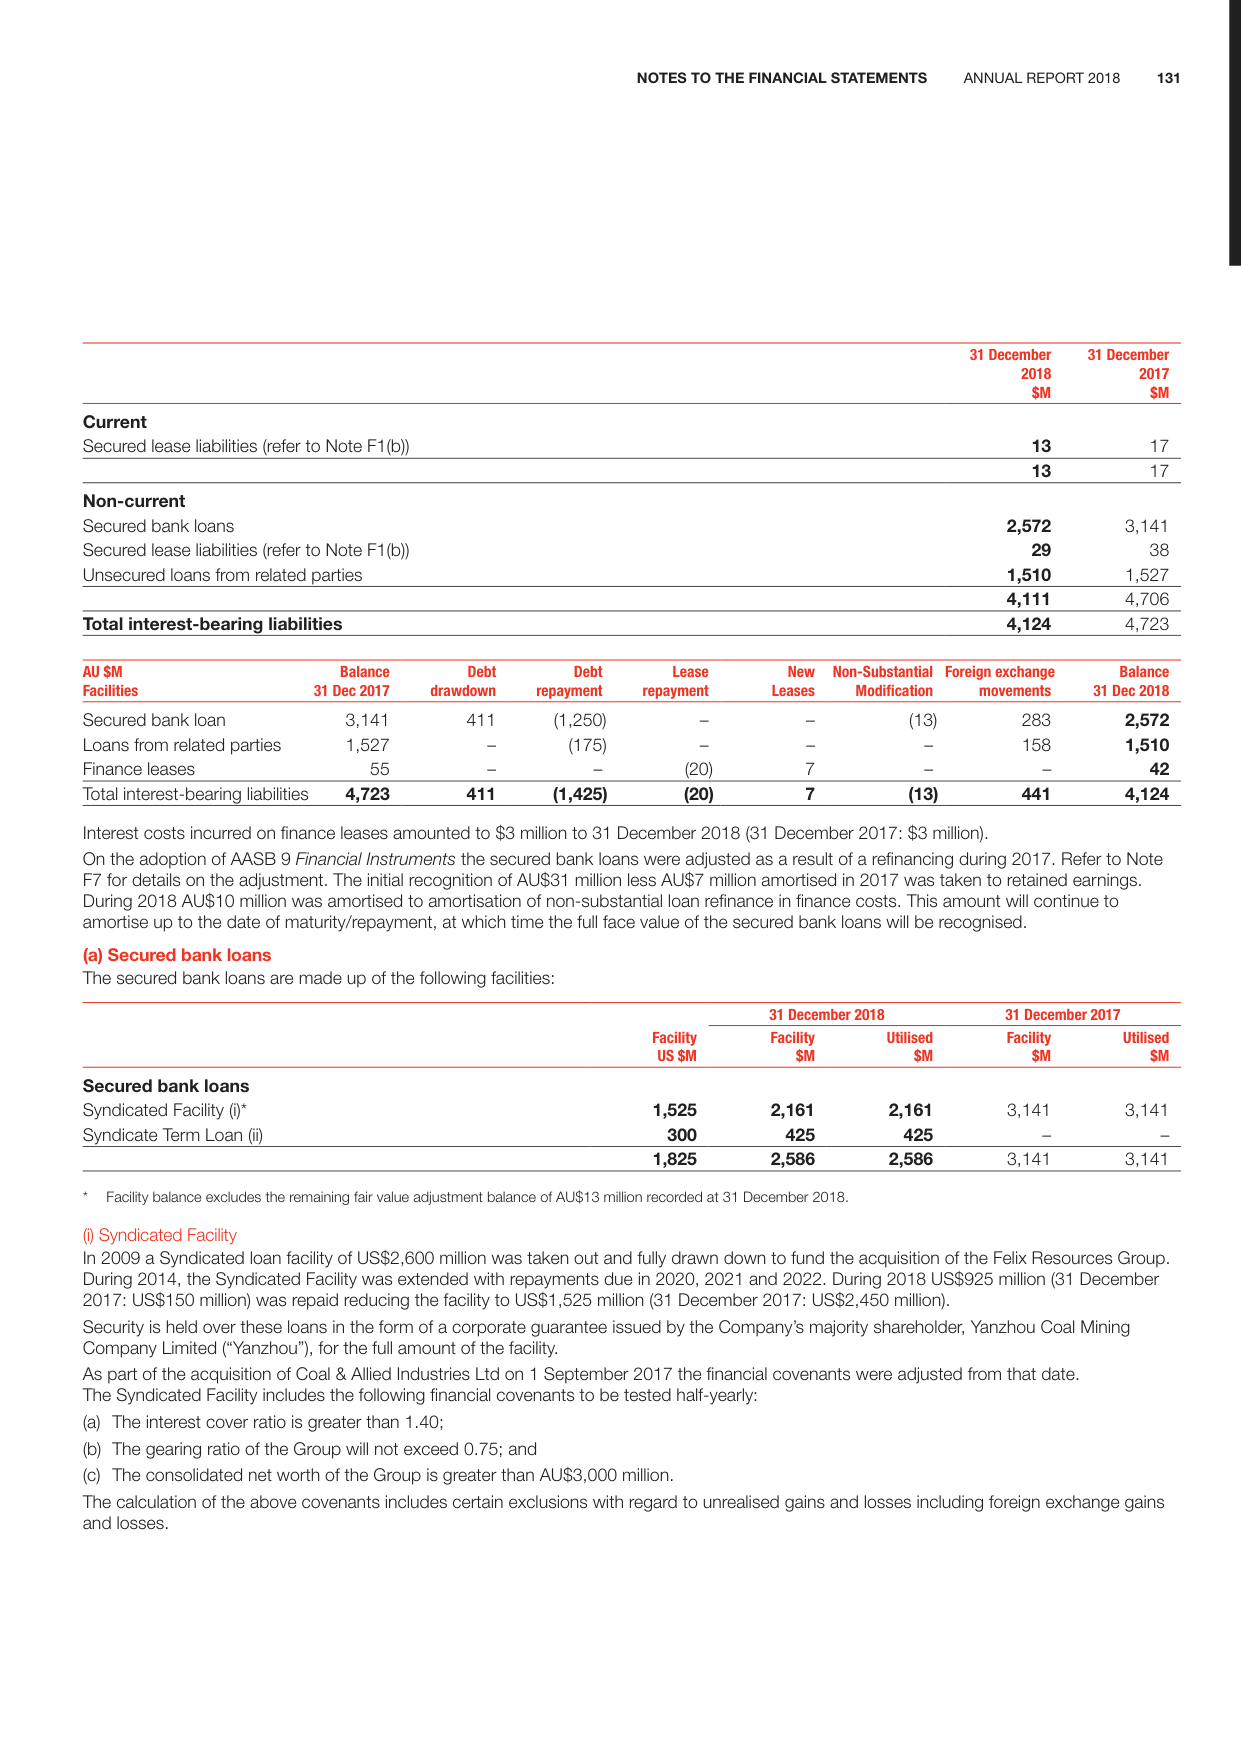 NOTES TO THE FINANCIAL STATEMENTS ANNUAL REPORT 2018 131
31 December 31 December
2018 2017
$M $M
Current
Secured lease liabilities (refer to Note F1(b)) 13 17
13 17
Non-current
Secured bank loans 2,572 3,141
Secured lease liabilities (refer to Note F1(b)) 29 38
Unsecured loans from related parties 1,510 1,527
4,111 4,706
Total interest-bearing liabilities 4,124 4,723
AU $M Balance Debt Debt Lease New Non-Substantial Foreign exchange Balance
Facilities 31 Dec 2017 drawdown repayment repayment Leases Modification movements 31 Dec 2018
Secured bank loan 3,141 411 (1,250) – – (13) 283 2,572
Loans from related parties 1,527 – (175) – – – 158 1,510
Finance leases 55 – – (20) 7 – – 42
Total interest-bearing liabilities 4,723 411 (1,425) (20) 7 (13) 441 4,124
Interest costs incurred on finance leases amounted to $3 million to 31 December 2018 (31 December 2017: $3 million).
On the adoption of AASB 9 Financial Instruments the secured bank loans were adjusted as a result of a refinancing during 2017. Refer to Note
F7 for details on the adjustment. The initial recognition of AU$31 million less AU$7 million amortised in 2017 was taken to retained earnings.
During 2018 AU$10 million was amortised to amortisation of non-substantial loan refinance in finance costs. This amount will continue to
amortise up to the date of maturity/repayment, at which time the full face value of the secured bank loans will be recognised.
(a) Secured bank loans
The secured bank loans are made up of the following facilities:
31 December 2018 31 December 2017
Facility Facility Utilised Facility Utilised
US $M $M $M $M $M
Secured bank loans
Syndicated Facility (i)* 1,525 2,161 2,161 3,141 3,141
Syndicate Term Loan (ii) 300 425 425 – –
1,825 2,586 2,586 3,141 3,141
* Facility balance excludes the remaining fair value adjustment balance of AU$13 million recorded at 31 December 2018.
(i) Syndicated Facility
In 2009 a Syndicated loan facility of US$2,600 million was taken out and fully drawn down to fund the acquisition of the Felix Resources Group.
During 2014, the Syndicated Facility was extended with repayments due in 2020, 2021 and 2022. During 2018 US$925 million (31 December
2017: US$150 million) was repaid reducing the facility to US$1,525 million (31 December 2017: US$2,450 million).
Security is held over these loans in the form of a corporate guarantee issued by the Company's majority shareholder, Yanzhou Coal Mining
Company Limited ("Yanzhou"), for the full amount of the facility.
As part of the acquisition of Coal & Allied Industries Ltd on 1 September 2017 the financial covenants were adjusted from that date.
The Syndicated Facility includes the following financial covenants to be tested half-yearly:
(a) The interest cover ratio is greater than 1.40;
(b) The gearing ratio of the Group will not exceed 0.75; and
(c) The consolidated net worth of the Group is greater than AU$3,000 million.
The calculation of the above covenants includes certain exclusions with regard to unrealised gains and losses including foreign exchange gains
and losses.